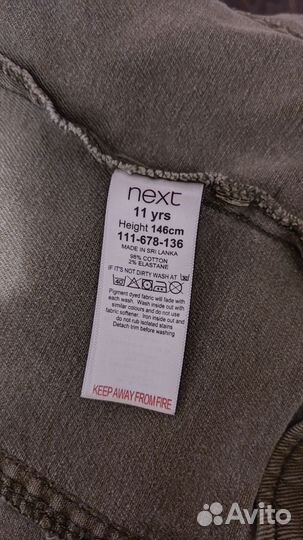 next
11 yrs
Height 146cm
111-678-136
MADE IN SRI LANKA
98% COTTON
2% ELASTANE
IF IT'S NOT DIRTY WASH AT 30
40
Pigment dyed fabric will fade with
each wash. Wash inside out with
similar colours and do not use
fabric softener. Iron inside out and
do not rub isolated stains
Detach trim before washing
KEEP AWAY FROM FIRE
Avito